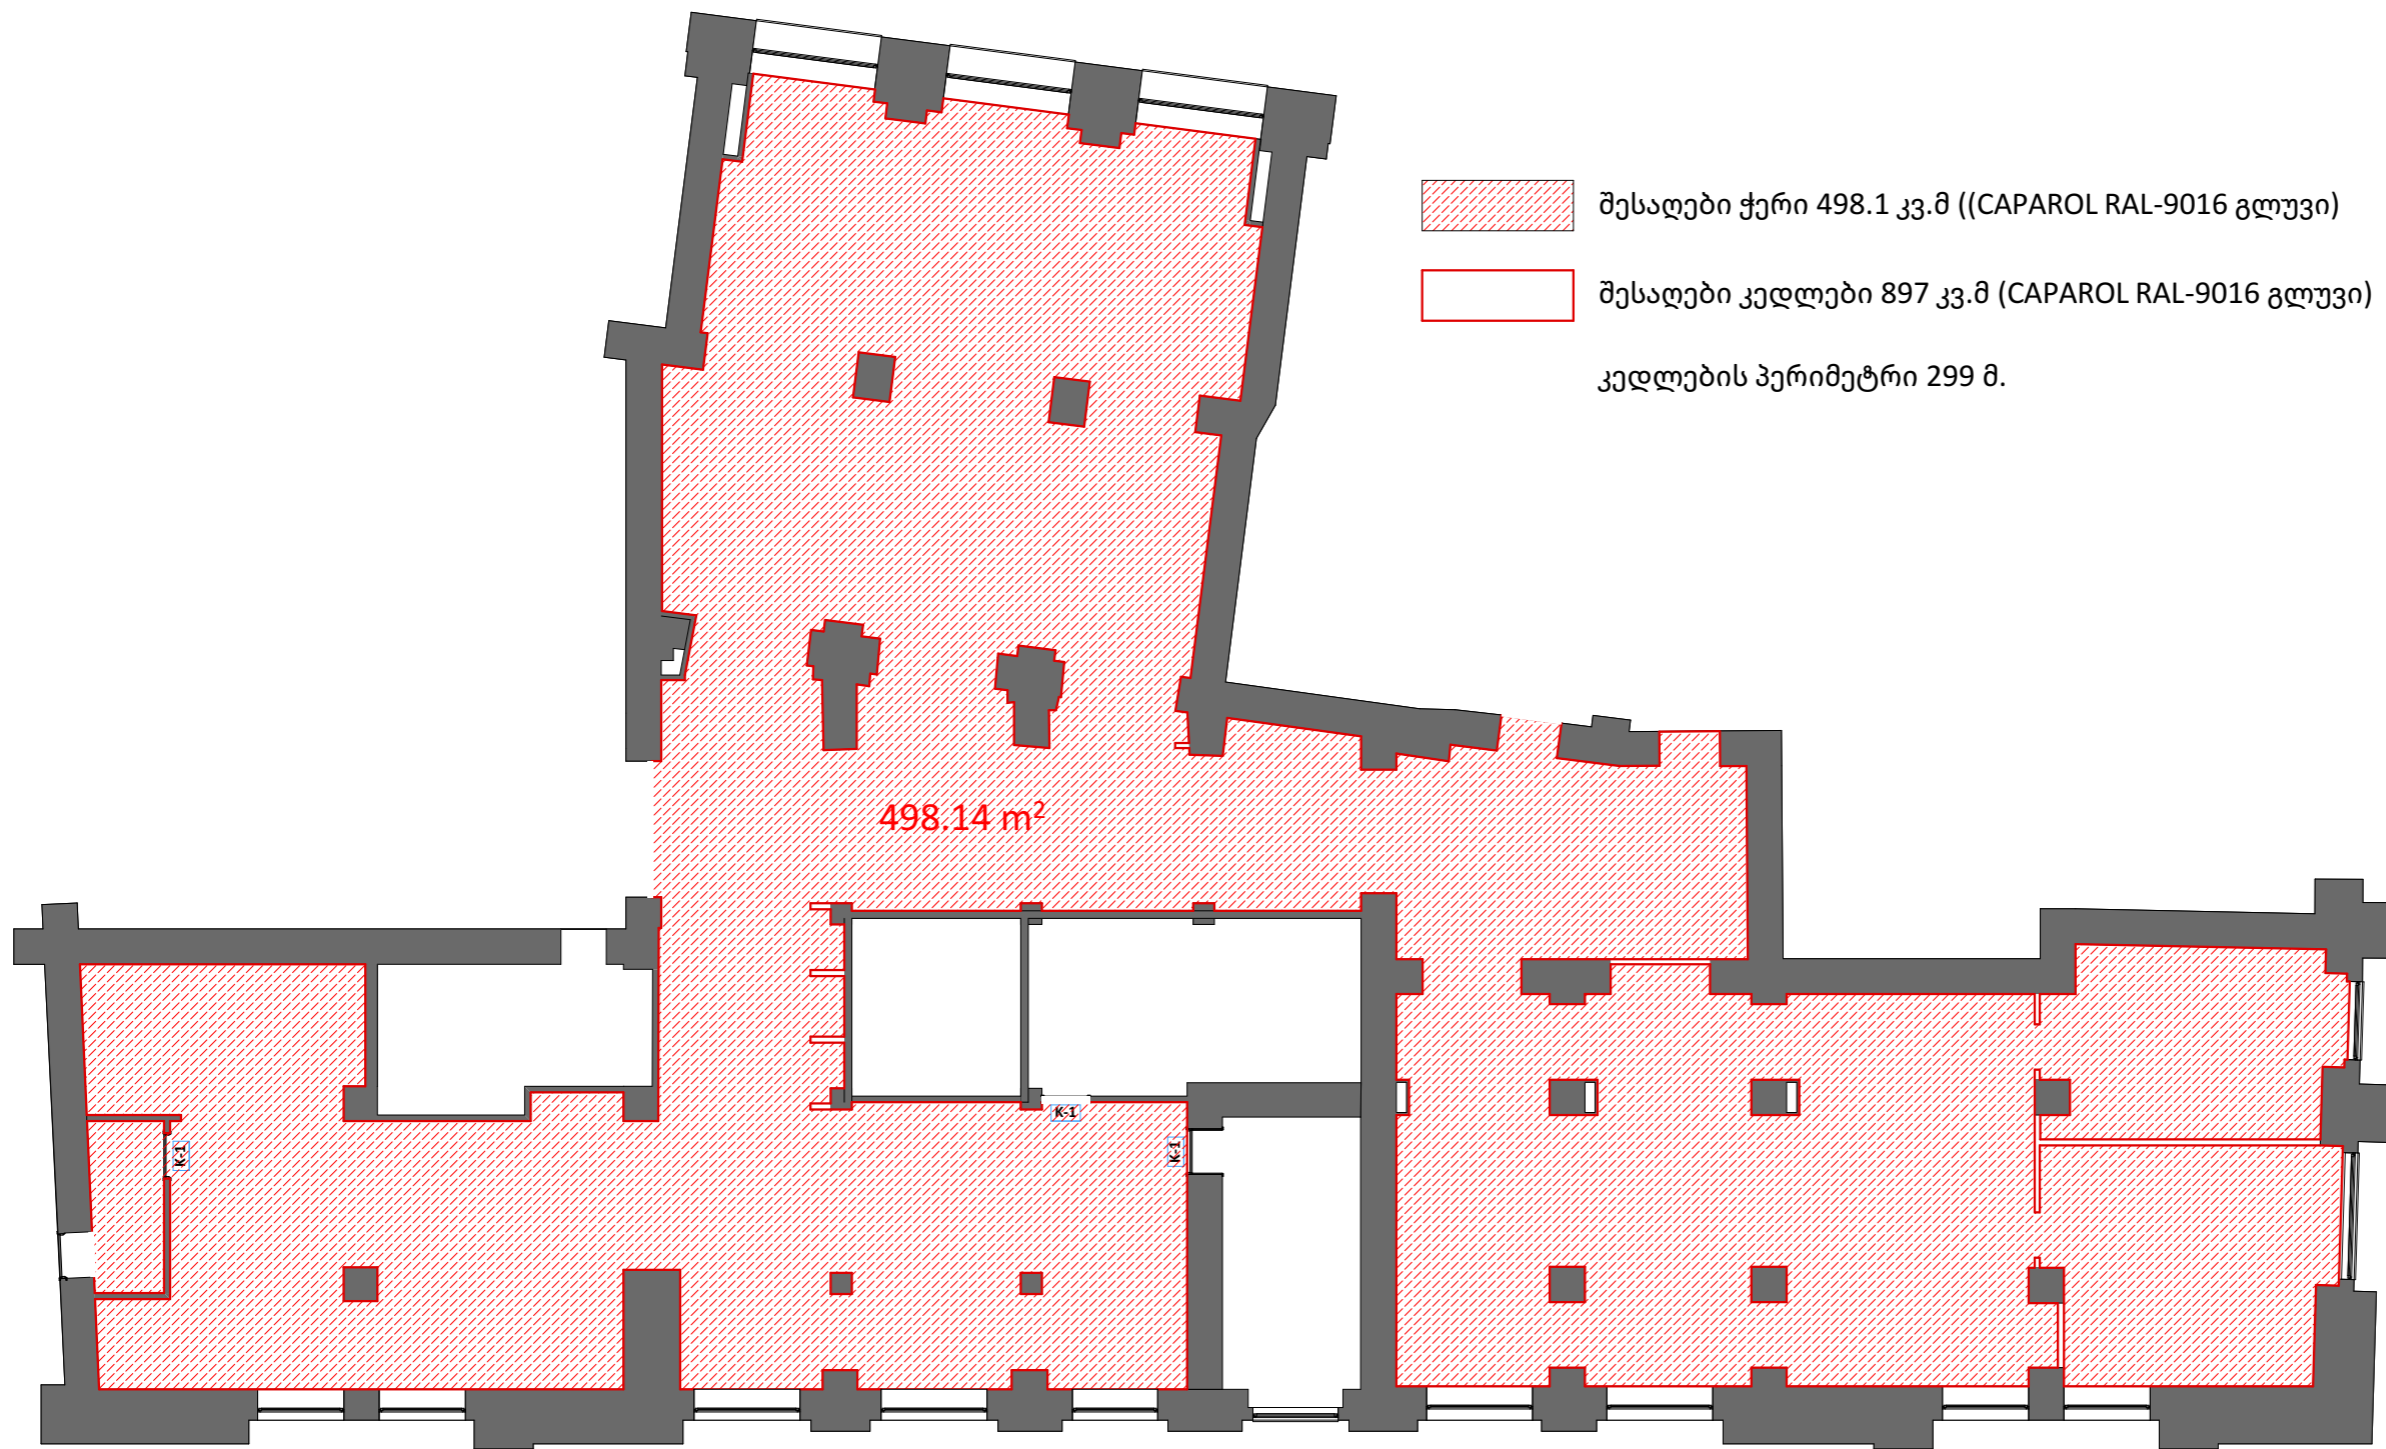 შესაღები ჭერი 498.1 კვ.მ ((CAPAROL RAL-9016 გლუვი)
შესაღები კედლები 897 კვ.მ (CAPAROL RAL-9016 გლუვი)
კედლების პერიმეტრი 299 მ.
498.14 m²
K-1
K-1
K-1